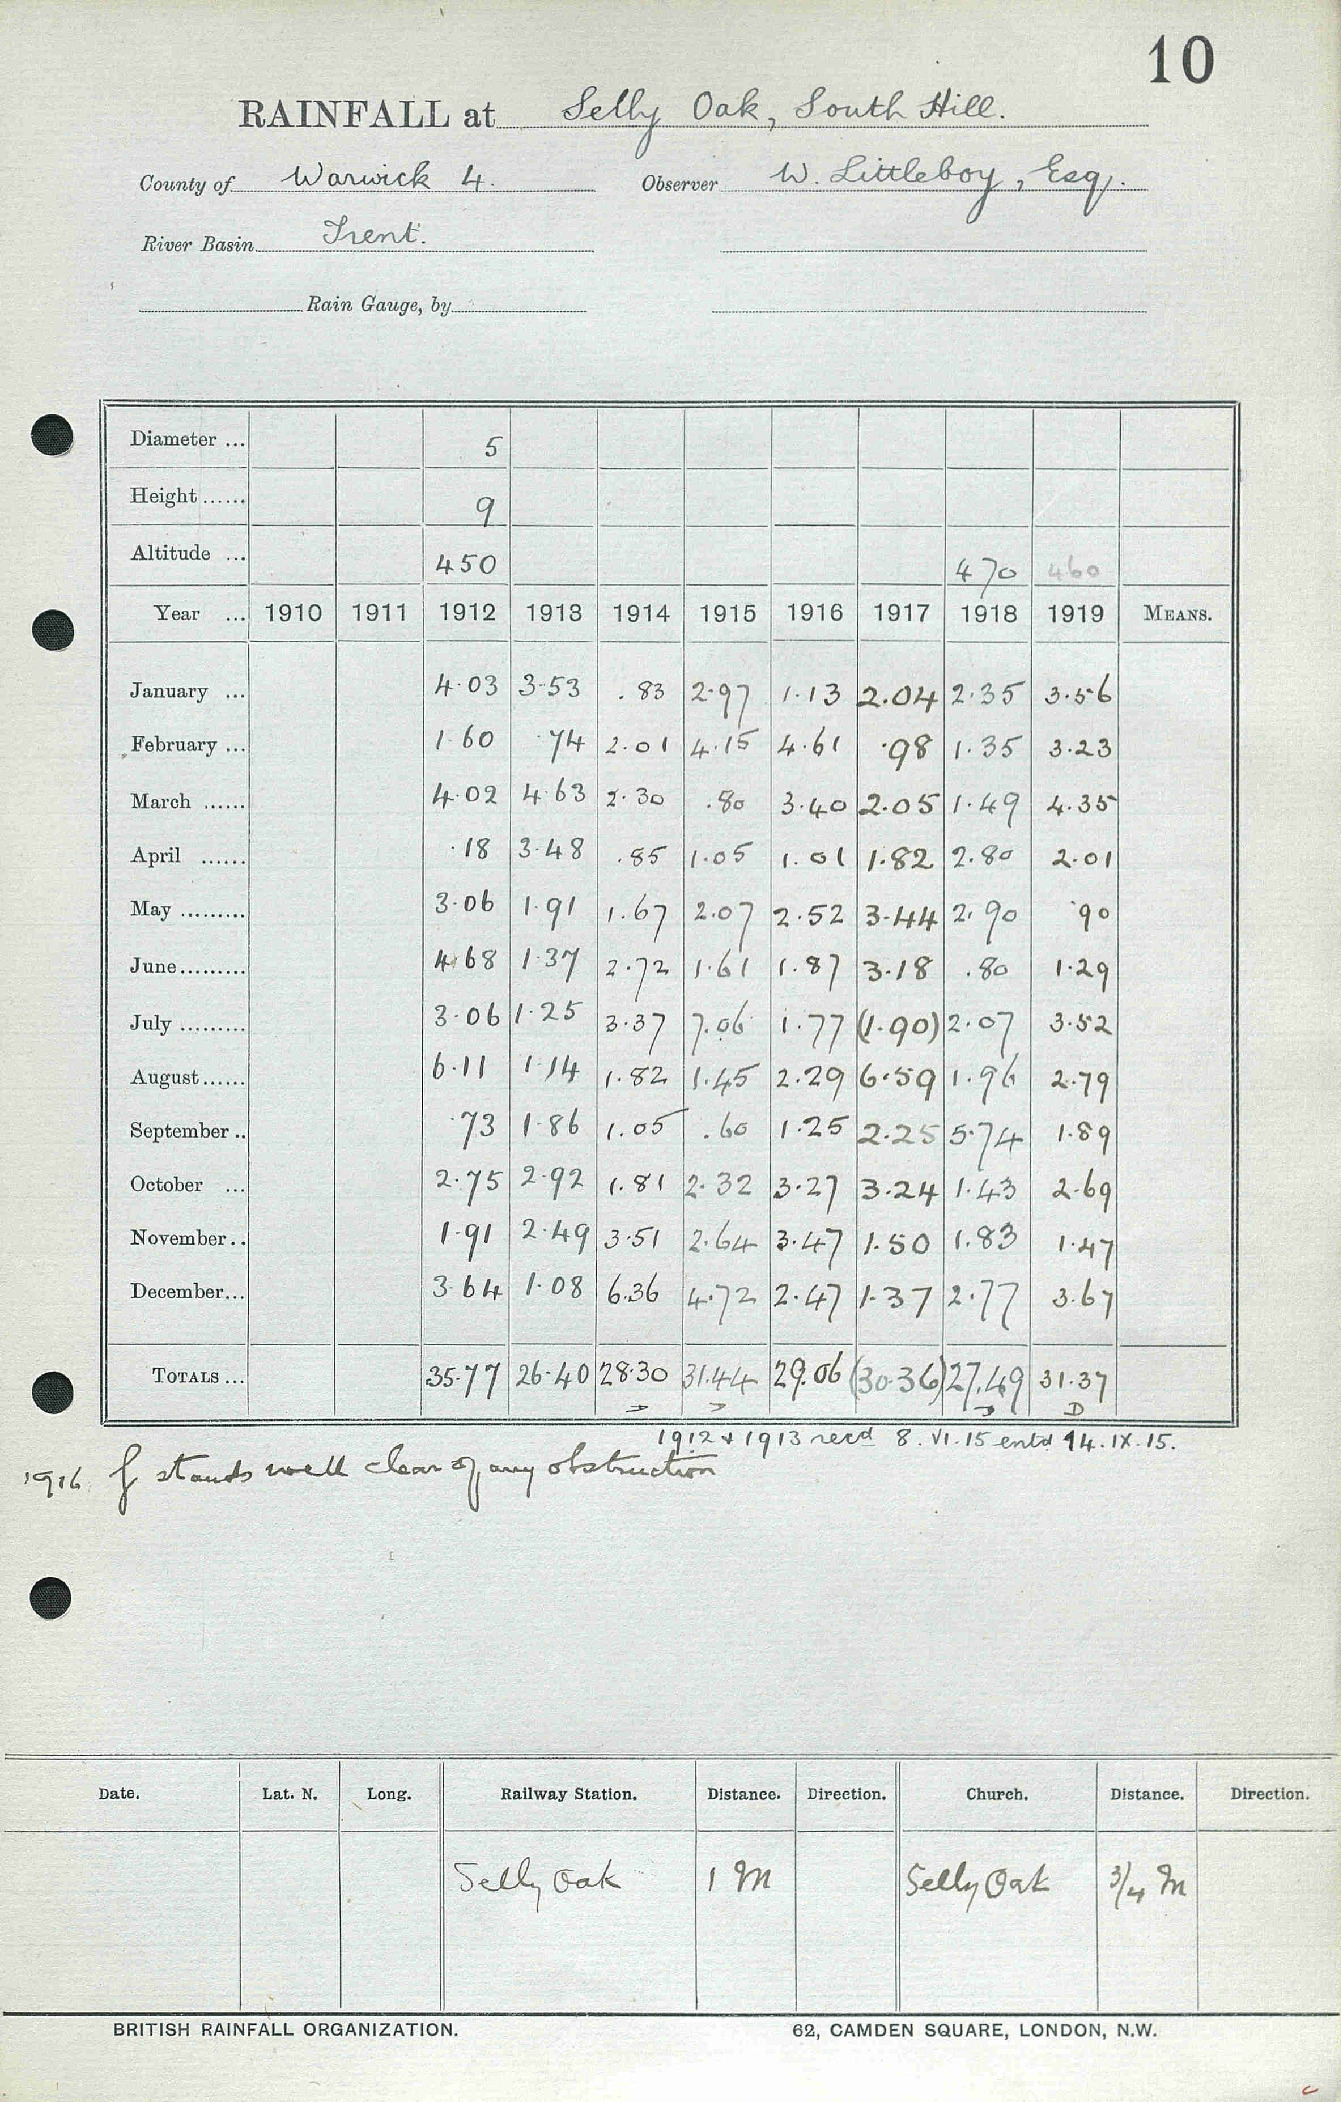 10
RAINFALL at Selly Oak, South Hill.
County of Warwick 4. Observer W. Littleboy, Esq.
River Basin Trent.
Rain Gauge, by
Diameter ... 5
Height...... 9
Altitude ... 450 470 460
Year ... 1910 1911 1912 1913 1914 1915 1916 1917 1918 1919 MEANS.
January ... 4.03 3.53 .83 2.97 1.13 2.04 2.35 3.56
February ... 1.60 .74 2.01 4.15 4.61 .98 1.35 3.23
March ...... 4.02 4.63 2.30 .80 3.40 2.05 1.49 4.35
April ...... .18 3.48 .85 1.05 1.01 1.82 2.80 2.01
May ......... 3.06 1.91 1.67 2.07 2.52 3.44 2.90 .90
June......... 4.68 1.37 2.72 1.61 1.87 3.18 .80 1.29
July ......... 3.06 1.25 3.37 7.06 1.77 (1.90) 2.07 3.52
August...... 6.11 1.14 1.82 1.45 2.29 6.59 1.96 2.79
September .. .73 1.86 1.05 .60 1.25 2.25 5.74 1.89
October ... 2.75 2.92 1.81 2.32 3.27 3.24 1.43 2.69
November.. 1.91 2.49 3.51 2.64 3.47 1.50 1.83 1.47
December... 3.64 1.08 6.36 4.72 2.47 1.37 2.77 3.67
TOTALS ... 35.77 26.40 28.30 31.44 29.06 (30.36) 27.49 31.37
D
1912 & 1913 recd 8.VI.15 entd 14.IX.15.
1916 stands well clear of any obstruction
Date. Lat. N. Long. Railway Station. Distance. Direction. Church. Distance. Direction.
Selly Oak 1 M Selly Oak 3/4 M
BRITISH RAINFALL ORGANIZATION. 62, CAMDEN SQUARE, LONDON, N.W.